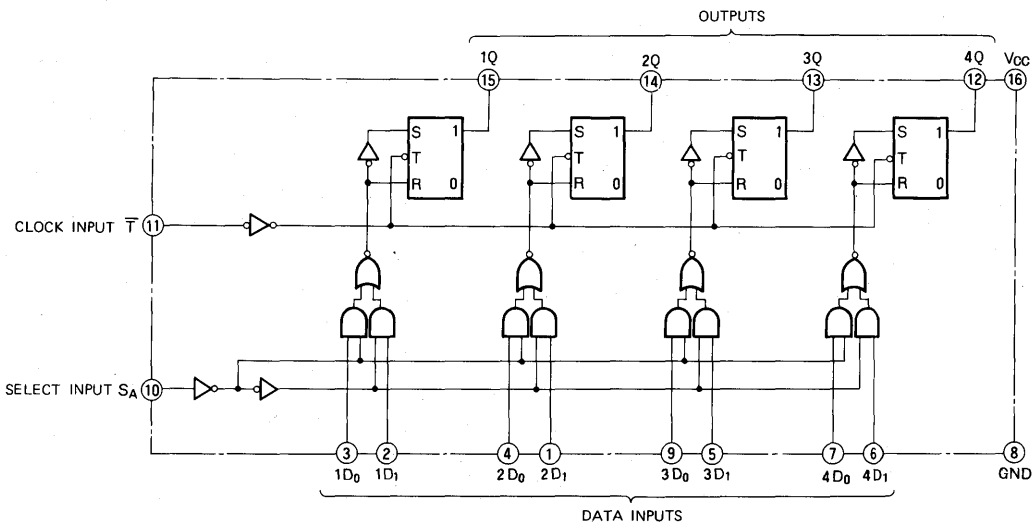 OUTPUTS
1Q 2Q 3Q 4Q VCC
15 14 13 12 16
S 1 S 1 S 1 S 1
T T T T
R 0 R 0 R 0 R 0
CLOCK INPUT T̅ 11
SELECT INPUT SA 10
3 2 4 1 9 5 7 6 8
1D0 1D1 2D0 2D1 3D0 3D1 4D0 4D1 GND
DATA INPUTS